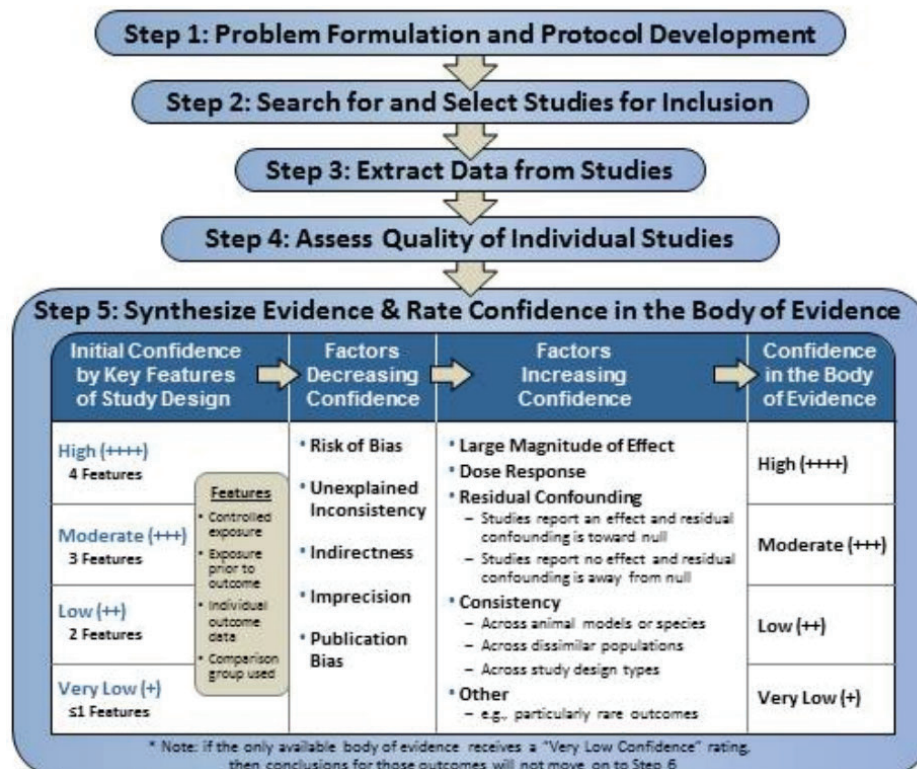 Step 1: Problem Formulation and Protocol Development
Step 2: Search for and Select Studies for Inclusion
Step 3: Extract Data from Studies
Step 4: Assess Quality of Individual Studies
Step 5: Synthesize Evidence & Rate Confidence in the Body of Evidence
Initial Confidence
by Key Features
of Study Design
Factors
Decreasing
Confidence
Factors
Increasing
Confidence
Confidence
in the Body
of Evidence
High (++++)
4 Features
Moderate (+++)
3 Features
Low (++)
2 Features
Very Low (+)
≤1 Features
Features
• Controlled
exposure
• Exposure
prior to
outcome
• Individual
outcome
data
• Comparison
group used
• Risk of Bias
• Unexplained
Inconsistency
• Indirectness
• Imprecision
• Publication
Bias
• Large Magnitude of Effect
• Dose Response
• Residual Confounding
– Studies report an effect and residual
confounding is toward null
– Studies report no effect and residual
confounding is away from null
• Consistency
– Across animal models or species
– Across dissimilar populations
– Across study design types
• Other
– e.g., particularly rare outcomes
High (++++)
Moderate (+++)
Low (++)
Very Low (+)
* Note: if the only available body of evidence receives a "Very Low Confidence" rating,
then conclusions for those outcomes will not move on to Step 6